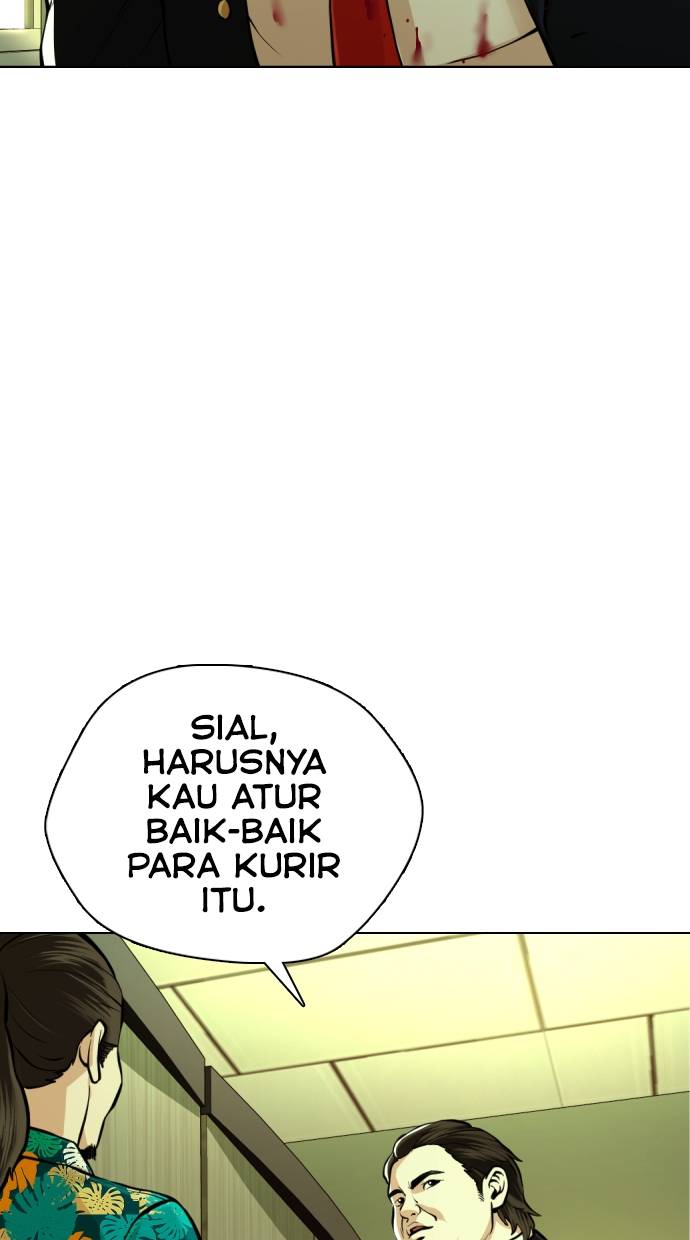 SIAL,
HARUSNYA
KAU ATUR
BAIK-BAIK
PARA KURIR
ITU.